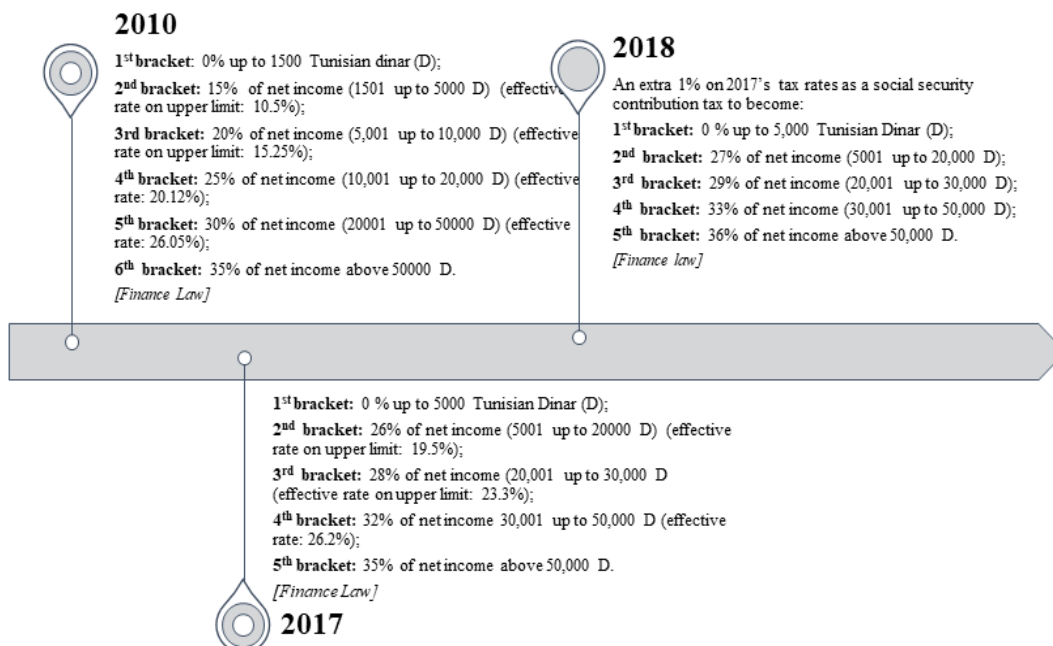 2010
1st bracket: 0% up to 1500 Tunisian dinar (D);
2nd bracket: 15% of net income (1501 up to 5000 D) (effective
rate on upper limit: 10.5%);
3rd bracket: 20% of net income (5,001 up to 10,000 D) (effective
rate on upper limit: 15.25%);
4th bracket: 25% of net income (10,001 up to 20,000 D) (effective
rate: 20.12%);
5th bracket: 30% of net income (20001 up to 50000 D) (effective
rate: 26.05%);
6th bracket: 35% of net income above 50000 D.
[Finance Law]
2018
An extra 1% on 2017's tax rates as a social security
contribution tax to become:
1st bracket: 0 % up to 5,000 Tunisian Dinar (D);
2nd bracket: 27% of net income (5001 up to 20,000 D);
3rd bracket: 29% of net income (20,001 up to 30,000 D);
4th bracket: 33% of net income (30,001 up to 50,000 D);
5th bracket: 36% of net income above 50,000 D.
[Finance law]
1st bracket: 0 % up to 5000 Tunisian Dinar (D);
2nd bracket: 26% of net income (5001 up to 20000 D) (effective
rate on upper limit: 19.5%);
3rd bracket: 28% of net income (20,001 up to 30,000 D
(effective rate on upper limit: 23.3%);
4th bracket: 32% of net income 30,001 up to 50,000 D (effective
rate: 26.2%);
5th bracket: 35% of net income above 50,000 D.
[Finance Law]
2017